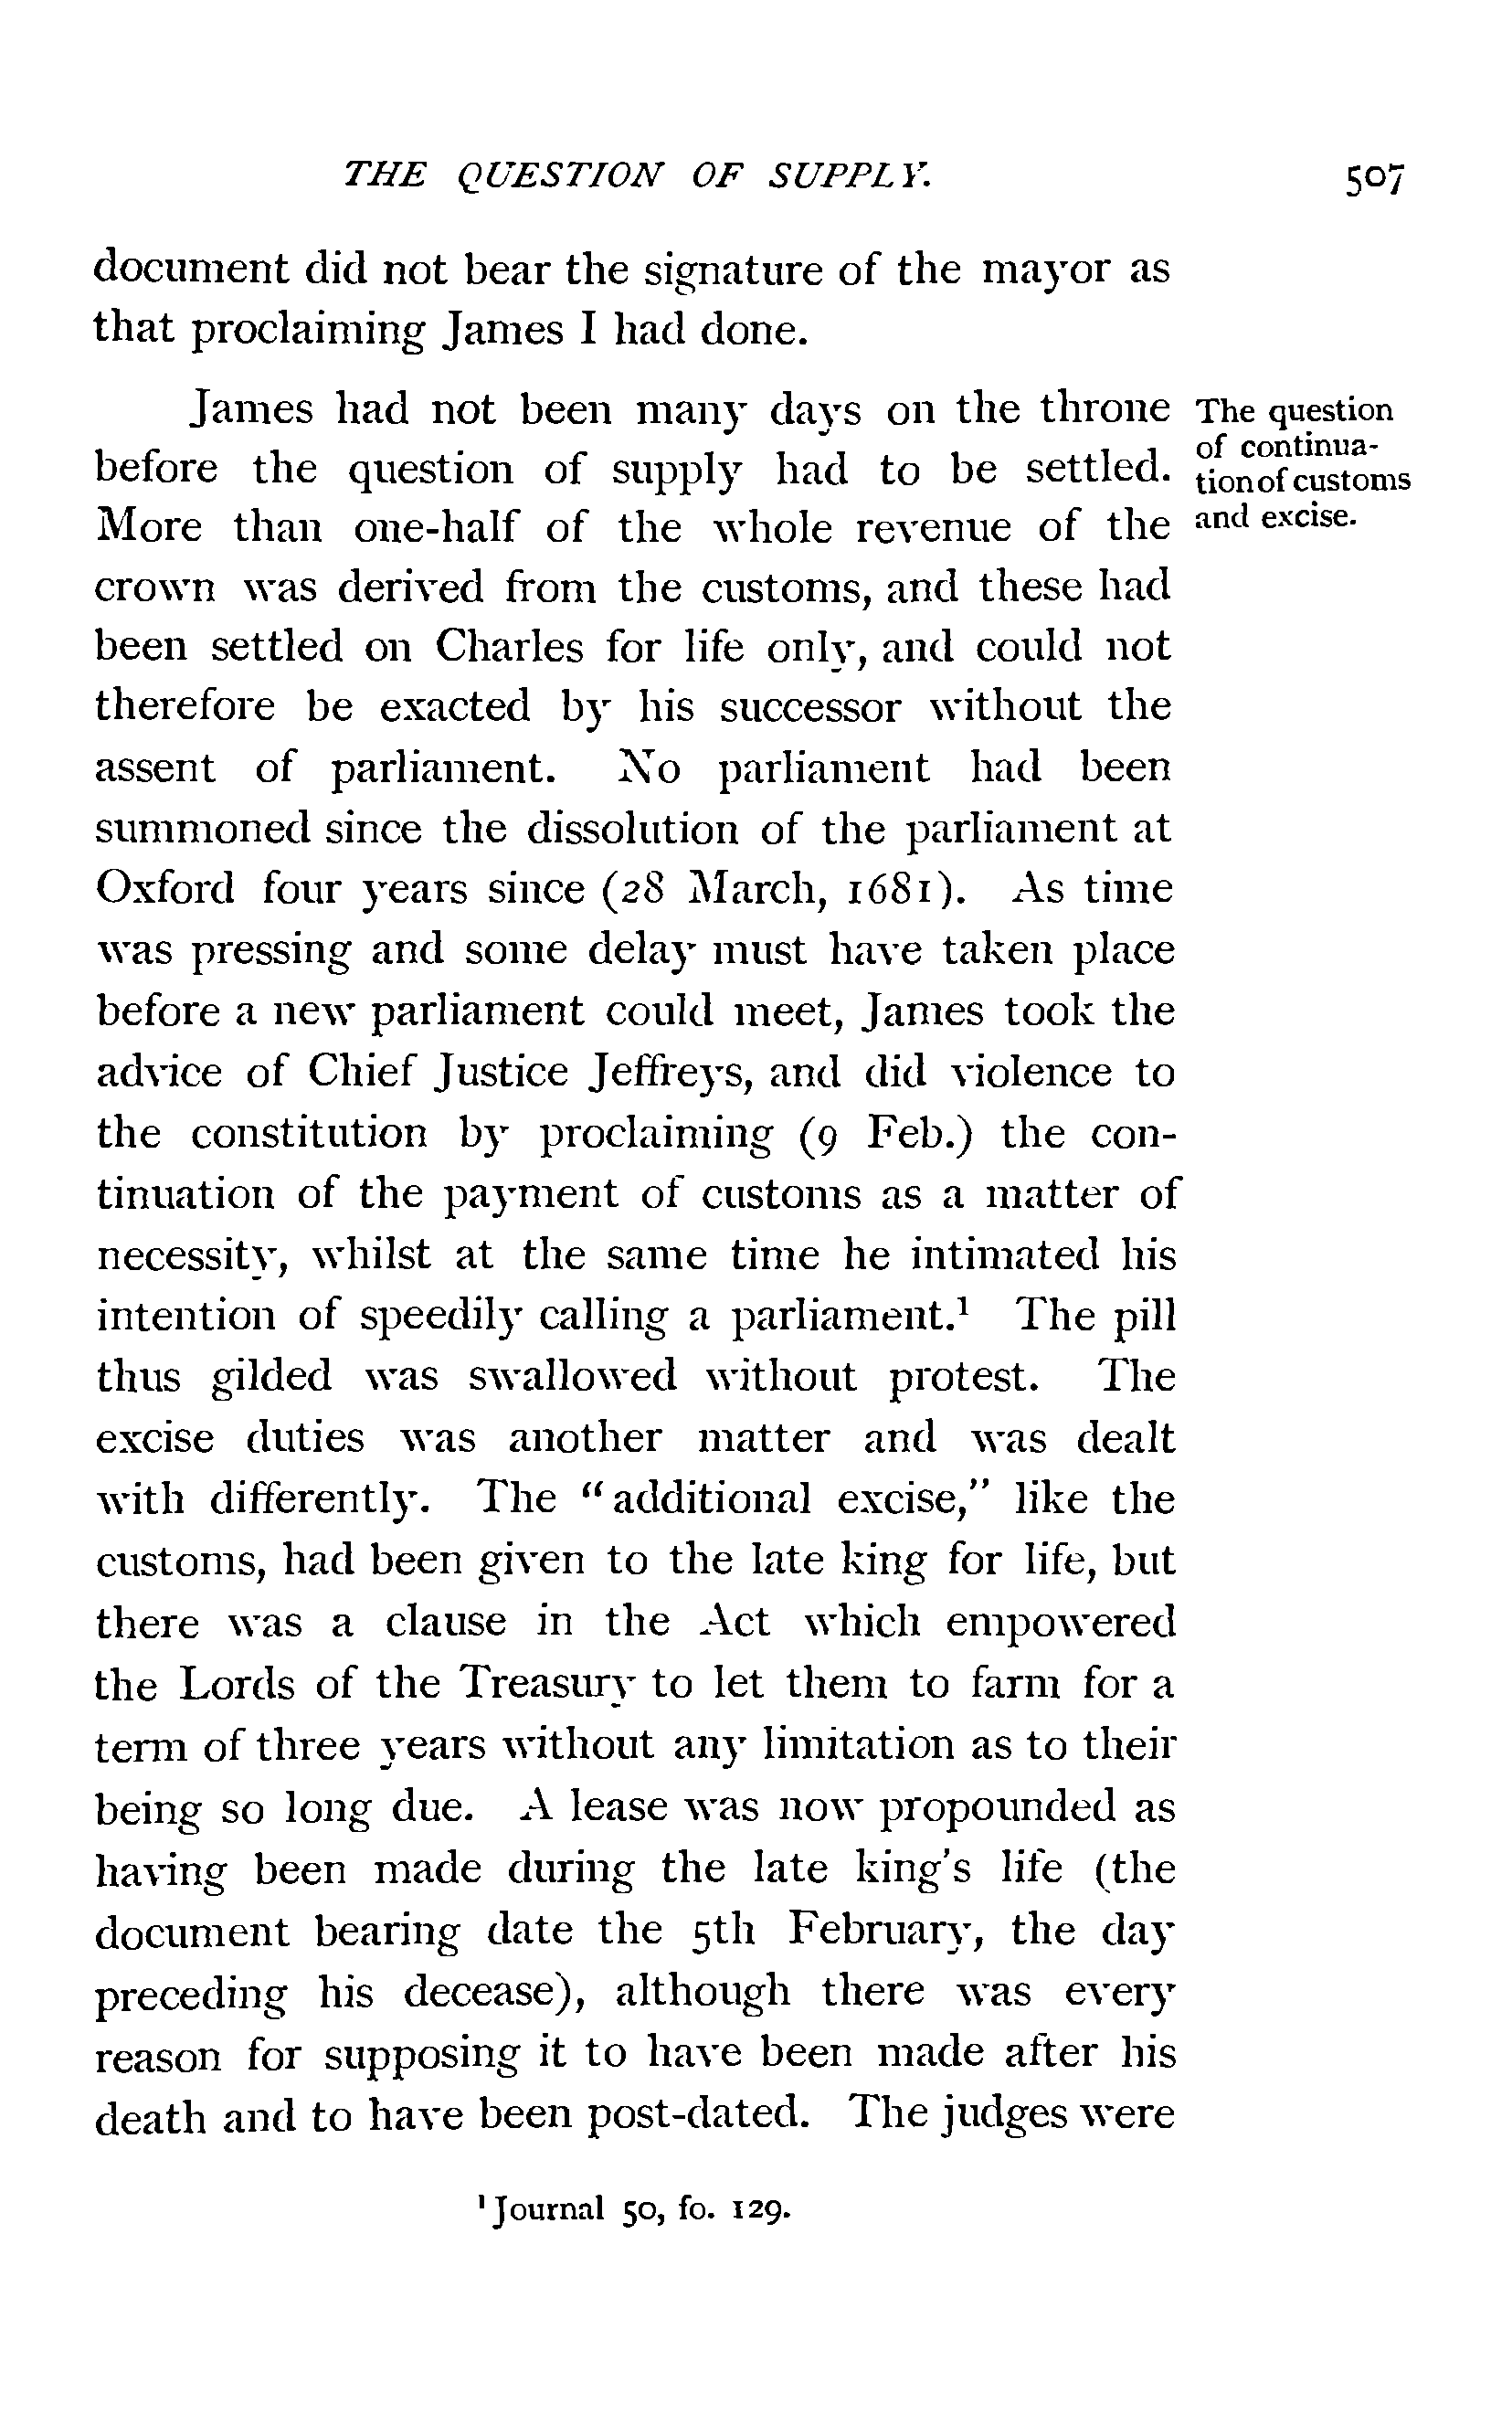 THE QUESTION OF SUPPLY. 507
document did not bear the signature of the mayor as
that proclaiming James I had done.
James had not been many days on the throne
before the question of supply had to be settled.
More than one-half of the whole revenue of the
crown was derived from the customs, and these had
been settled on Charles for life only, and could not
therefore be exacted by his successor without the
assent of parliament. No parliament had been
summoned since the dissolution of the parliament at
Oxford four years since (28 March, 1681). As time
was pressing and some delay must have taken place
before a new parliament could meet, James took the
advice of Chief Justice Jeffreys, and did violence to
the constitution by proclaiming (9 Feb.) the con-
tinuation of the payment of customs as a matter of
necessity, whilst at the same time he intimated his
intention of speedily calling a parliament.¹ The pill
thus gilded was swallowed without protest. The
excise duties was another matter and was dealt
with differently. The "additional excise," like the
customs, had been given to the late king for life, but
there was a clause in the Act which empowered
the Lords of the Treasury to let them to farm for a
term of three years without any limitation as to their
being so long due. A lease was now propounded as
having been made during the late king's life (the
document bearing date the 5th February, the day
preceding his decease), although there was every
reason for supposing it to have been made after his
death and to have been post-dated. The judges were
The question
of continua-
tion of customs
and excise.
¹ Journal 50, fo. 129.